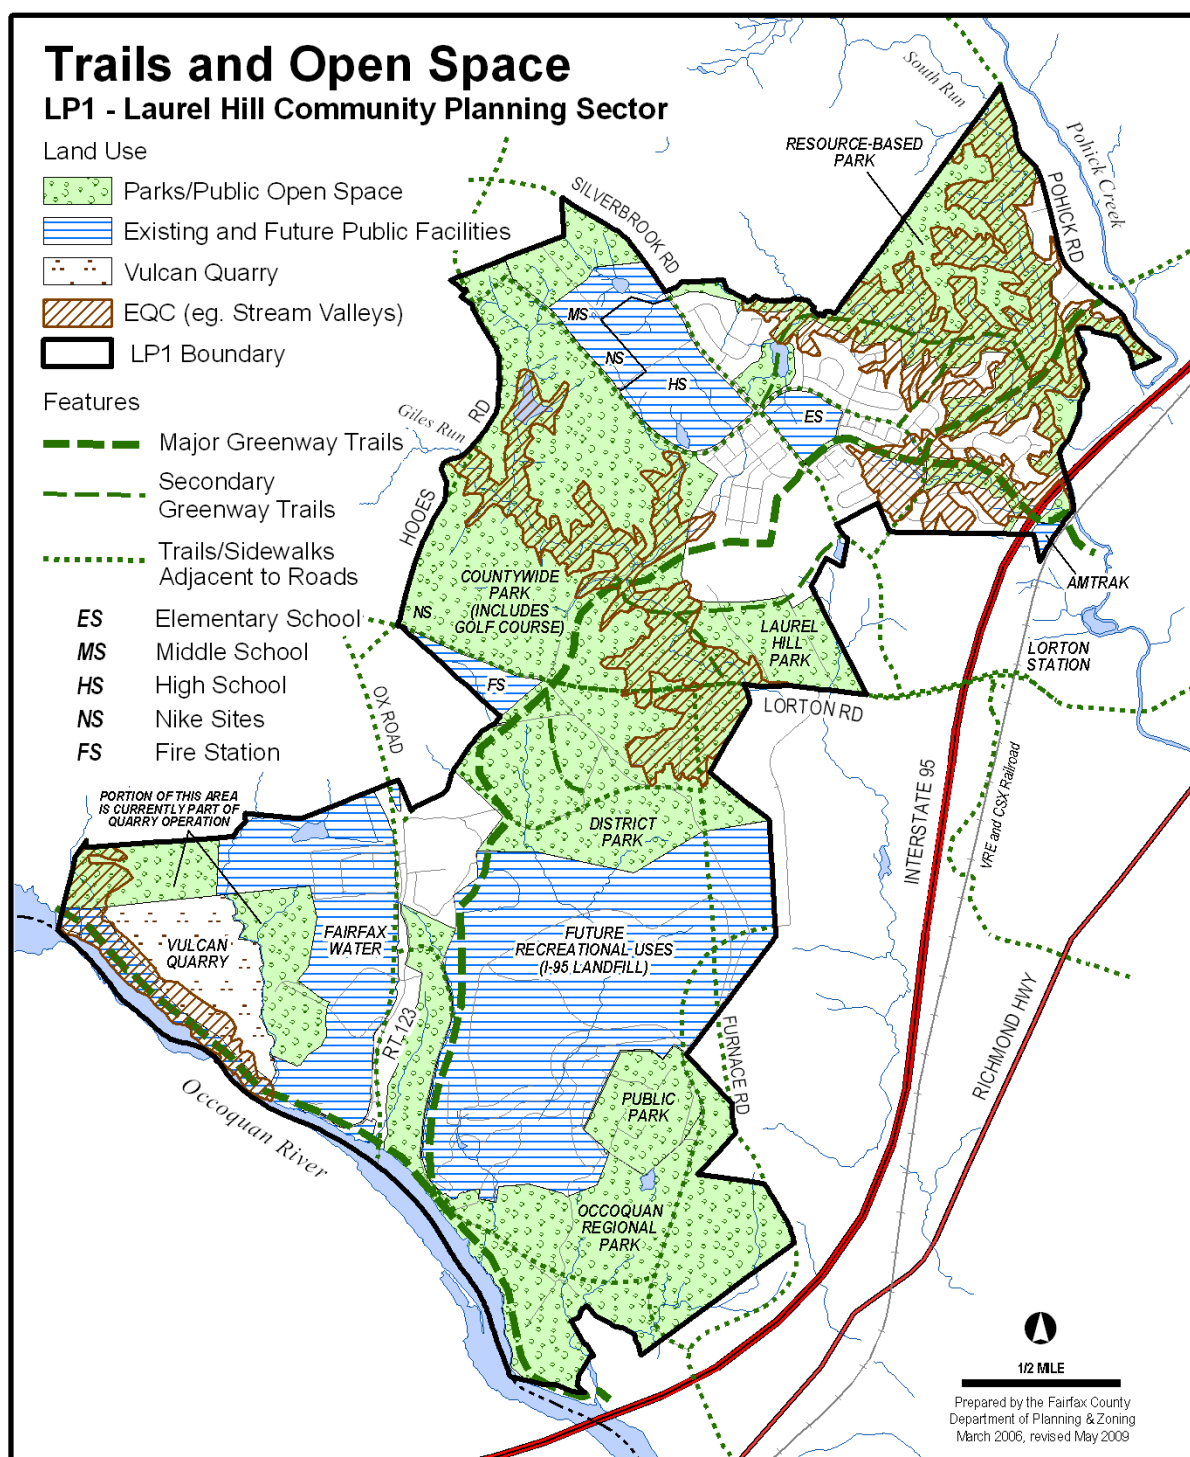 Trails and Open Space
LP1 - Laurel Hill Community Planning Sector
Land Use
Parks/Public Open Space
Existing and Future Public Facilities
Vulcan Quarry
EQC (eg. Stream Valleys)
LP1 Boundary
Features
Major Greenway Trails
Secondary
Greenway Trails
Trails/Sidewalks
Adjacent to Roads
ES Elementary School
MS Middle School
HS High School
NS Nike Sites
FS Fire Station
South Run
Pohick Creek
RESOURCE-BASED
PARK
POHICK RD
SILVERBROOK RD
MS
NS
HS
ES
Giles Run
HOOES RD
COUNTYWIDE
PARK
(INCLUDES
GOLF COURSE)
NS
LAUREL
HILL
PARK
AMTRAK
LORTON
STATION
FS
LORTON RD
OX ROAD
PORTION OF THIS AREA
IS CURRENTLY PART OF
QUARRY OPERATION
DISTRICT
PARK
INTERSTATE 95
VRE and CSX Railroad
VULCAN
QUARRY
FAIRFAX
WATER
FUTURE
RECREATIONAL USES
(I-95 LANDFILL)
RT-123
FURNACE RD
RICHMOND HWY
PUBLIC
PARK
Occoquan River
OCCOQUAN
REGIONAL
PARK
1/2 MILE
Prepared by the Fairfax County
Department of Planning & Zoning
March 2006, revised May 2009